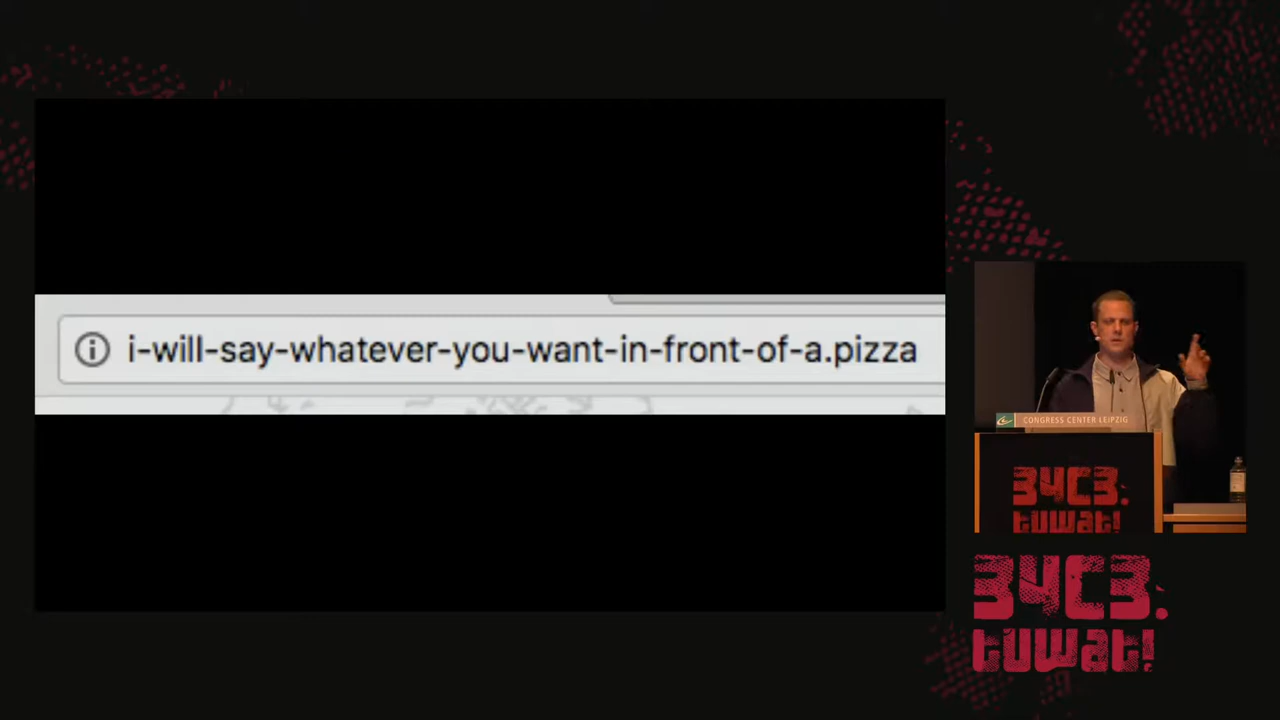 i-will-say-whatever-you-want-in-front-of-a.pizza
CONGRESS CENTER LEIPZIG
34C3.
tuwat!
34C3.
tuwat!